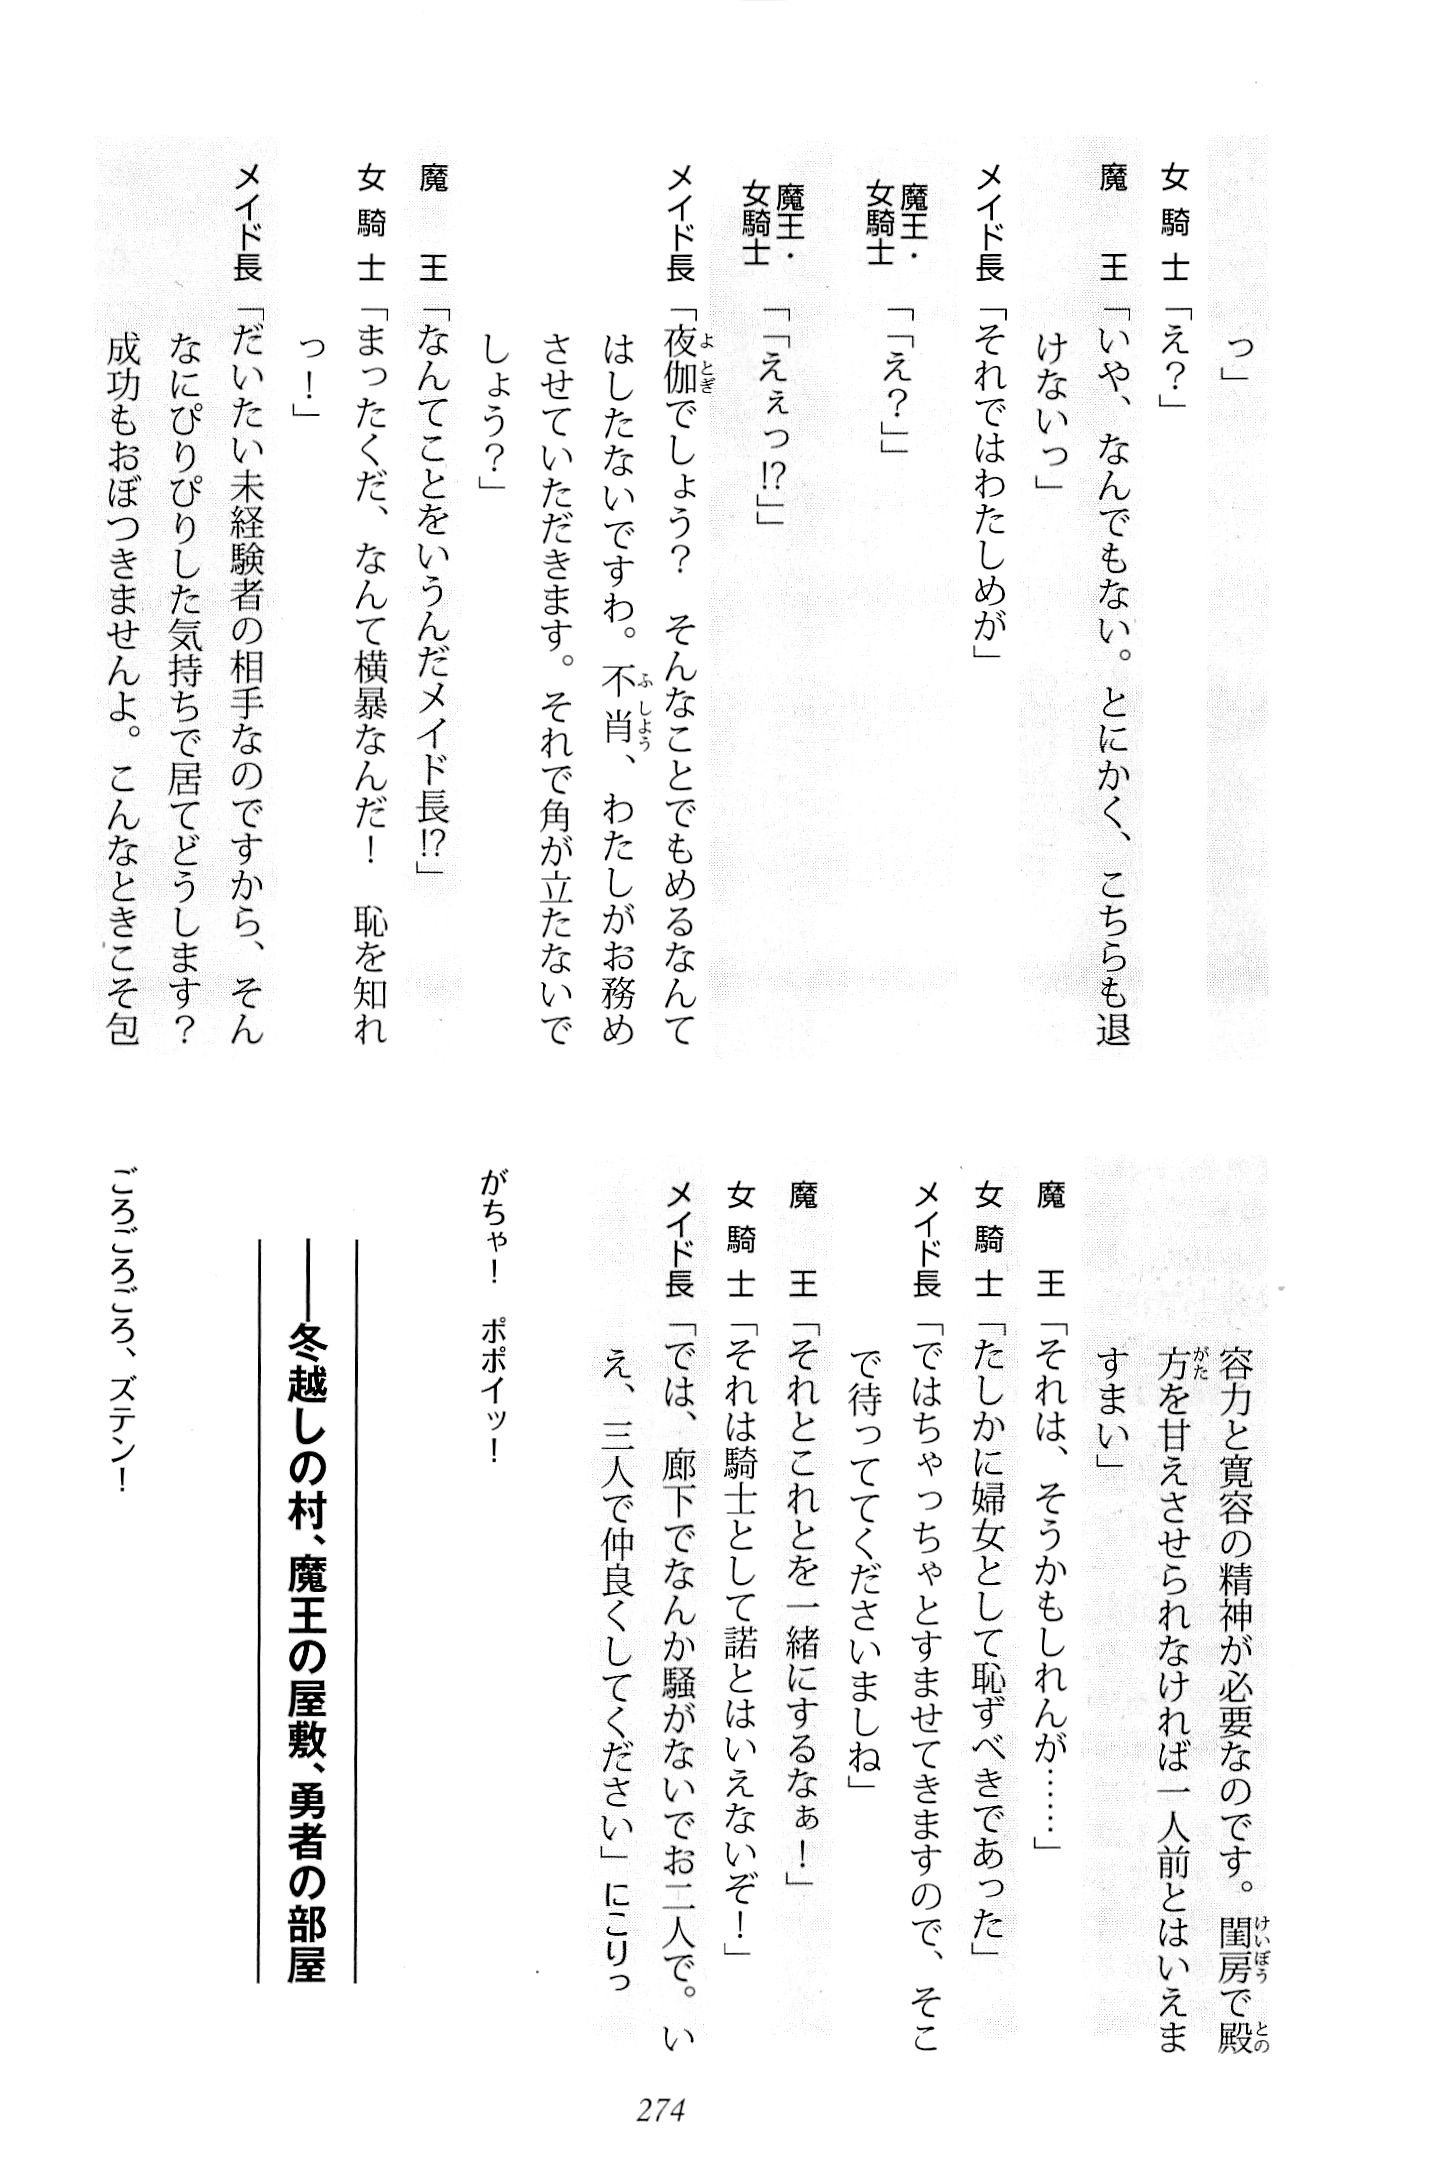 っ」
女騎士「え？」
魔王「いや、なんでもない。とにかく、こちらも退
けないっ」
メイド長「それではわたしめが」
魔王・女騎士「「え？」」
魔王・女騎士「「えぇっ!?」」
メイド長「夜伽でしょう？　そんなことでもめるなんて
はしたないですわ。不肖、わたしがお務め
させていただきます。それで角が立たないで
しょう？」
魔王「なんてことをいうんだメイド長!?」
女騎士「まったくだ、なんて横暴なんだ！　恥を知れ
っ！」
メイド長「だいたい未経験者の相手なのですから、そん
なにぴりぴりした気持ちで居てどうします？
成功もおぼつきませんよ。こんなときこそ包
容力と寛容の精神が必要なのです。閨房で殿
方を甘えさせられなければ一人前とはいえま
すまい」
魔王「それは、そうかもしれんが……」
女騎士「たしかに婦女として恥ずべきであった」
メイド長「ではちゃっちゃとすませてきますので、そこ
で待っててくださいましね」
魔王「それとこれとを一緒にするなぁ！」
女騎士「それは騎士として諾とはいえないぞ！」
メイド長「では、廊下でなんか騒がないでお二人で。い
え、三人で仲良くしてください」にこりっ
がちゃ！　ポポイッ！
――冬越しの村、魔王の屋敷、勇者の部屋
ごろごろごろ、ズテン！
274